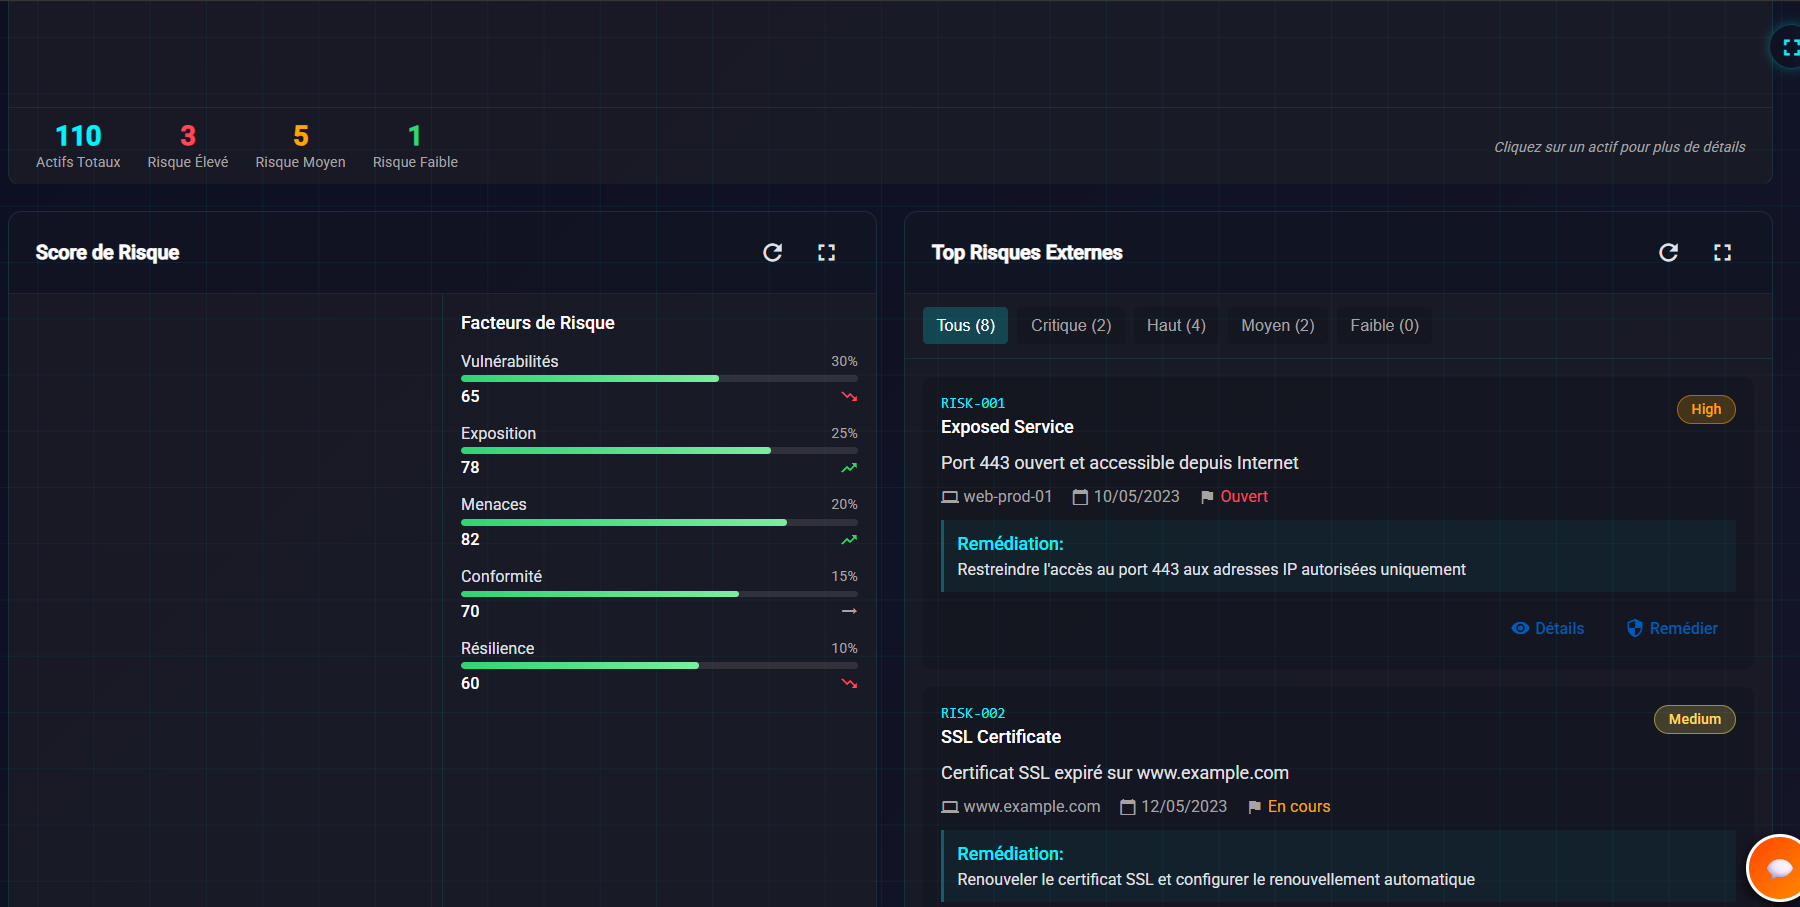 110 3 5 1
Actifs Totaux Risque Élevé Risque Moyen Risque Faible
Cliquez sur un actif pour plus de détails
Score de Risque
Facteurs de Risque
Vulnérabilités 30%
65
Exposition 25%
78
Menaces 20%
82
Conformité 15%
70
Résilience 10%
60
Top Risques Externes
Tous (8) Critique (2) Haut (4) Moyen (2) Faible (0)
RISK-001
High
Exposed Service
Port 443 ouvert et accessible depuis Internet
web-prod-01 10/05/2023 Ouvert
Remédiation:
Restreindre l'accès au port 443 aux adresses IP autorisées uniquement
Détails Remédier
RISK-002
Medium
SSL Certificate
Certificat SSL expiré sur www.example.com
www.example.com 12/05/2023 En cours
Remédiation:
Renouveler le certificat SSL et configurer le renouvellement automatique